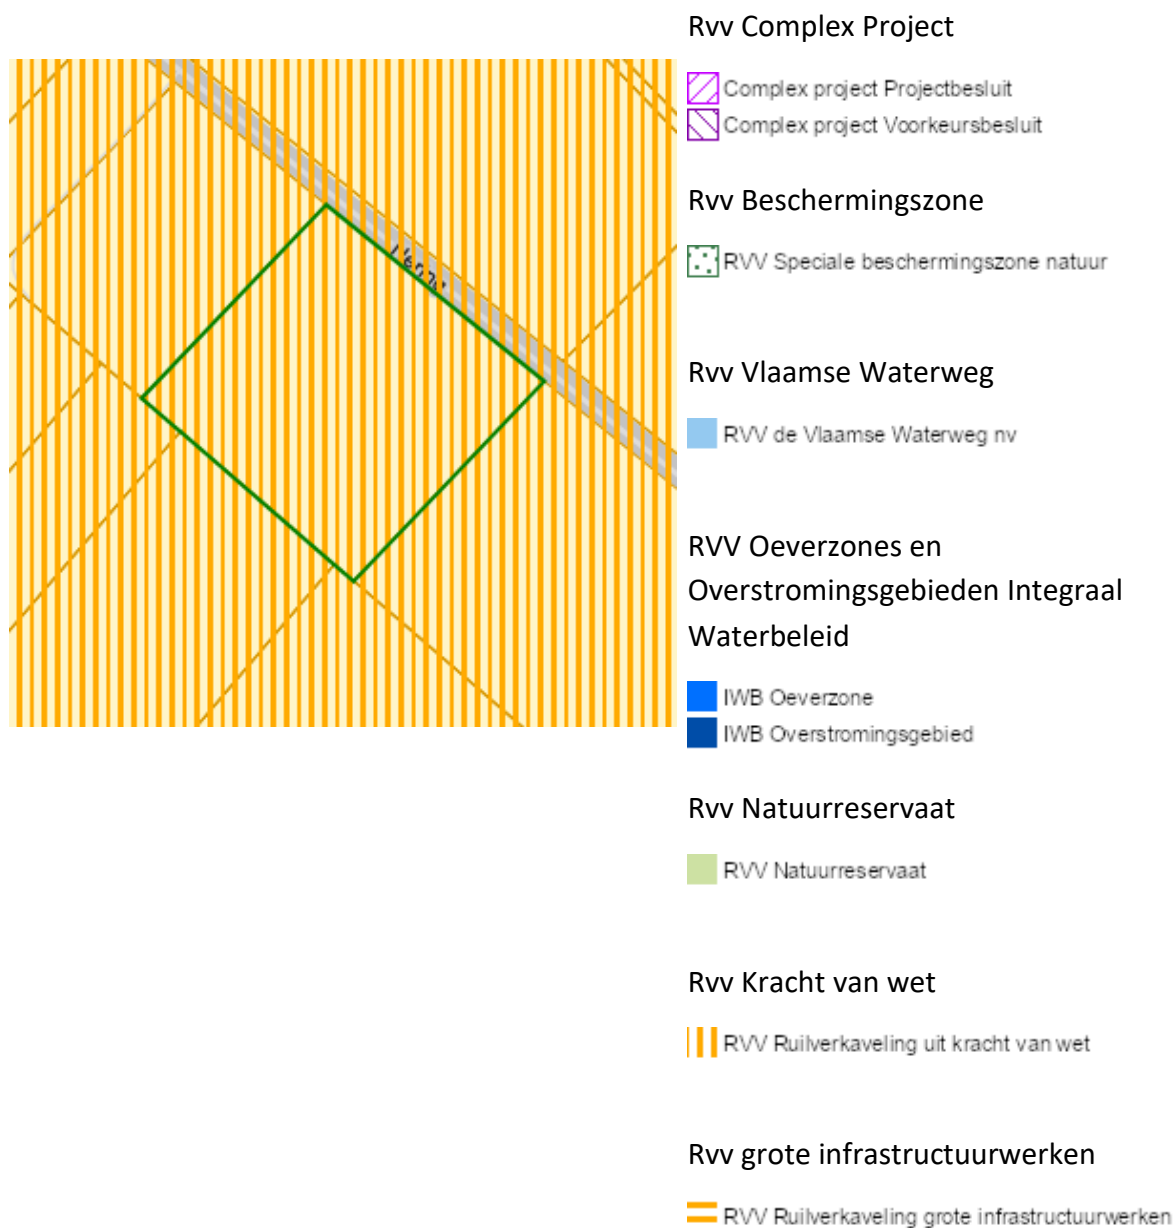 Rvv Complex Project
Complex project Projectbesluit
Complex project Voorkeursbesluit
Rvv Beschermingszone
RVV Speciale beschermingszone natuur
Rvv Vlaamse Waterweg
RVV de Vlaamse Waterweg nv
RVV Oeverzones en
Overstromingsgebieden Integraal
Waterbeleid
IWB Oeverzone
IWB Overstromingsgebied
Rvv Natuurreservaat
RVV Natuurreservaat
Rvv Kracht van wet
RVV Ruilverkaveling uit kracht van wet
Rvv grote infrastructuurwerken
RVV Ruilverkaveling grote infrastructuurwerken